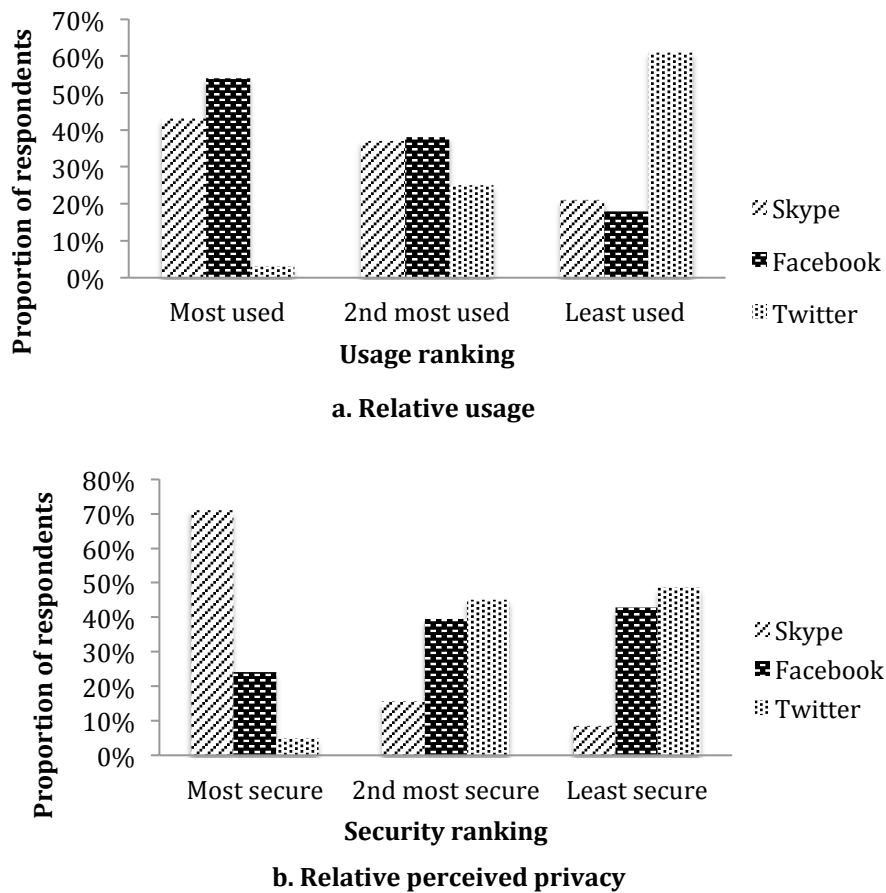 70%
60%
50%
40%
30%
20%
10%
0%
Proportion of respondents
Most used 2nd most used Least used
Usage ranking
Skype
Facebook
Twitter
a. Relative usage
80%
70%
60%
50%
40%
30%
20%
10%
0%
Proportion of respondents
Most secure 2nd most secure Least secure
Security ranking
Skype
Facebook
Twitter
b. Relative perceived privacy